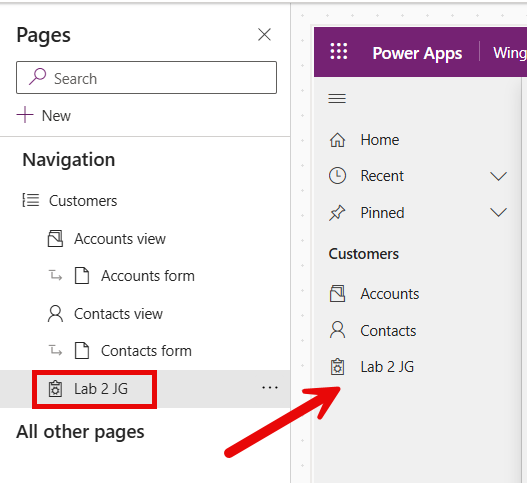 Pages
Search
New
Navigation
Customers
Accounts view
Accounts form
Contacts view
Contacts form
Lab 2 JG
All other pages
Power Apps
Wing
Home
Recent
Pinned
Customers
Accounts
Contacts
Lab 2 JG